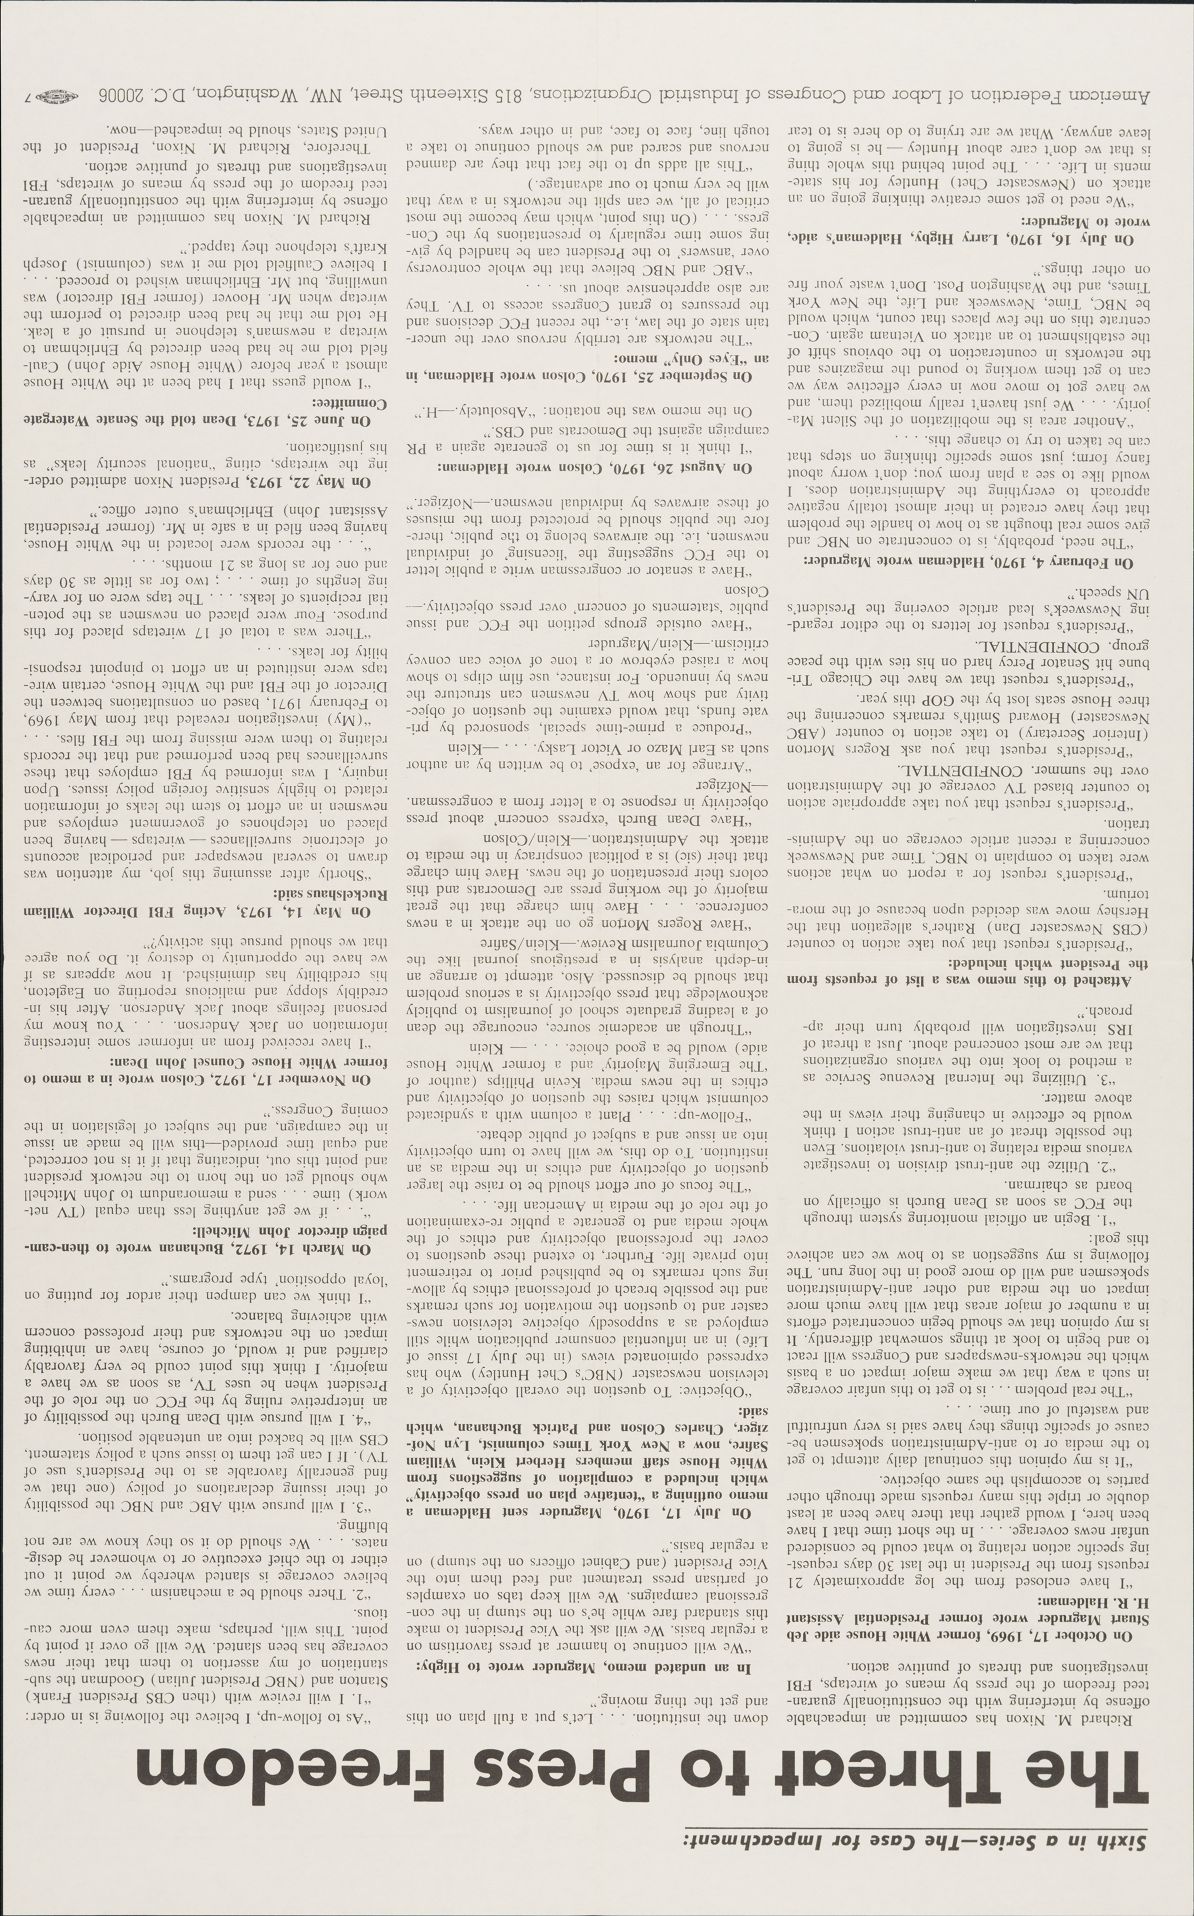 Sixth in a Series—The Case for Impeachment:
The Threat to Press Freedom
Richard M. Nixon has committed an impeachable
offense by interfering with the constitutionally guaran-
teed freedom of the press by means of wiretaps, FBI
investigations and threats of punitive action.
On October 17, 1969, former White House aide Jeb
Stuart Magruder wrote former Presidential Assistant
H. R. Haldeman:
"I have enclosed from the log approximately 21
requests from the President in the last 30 days request-
ing specific action relating to what could be considered
unfair news coverage. . . . In the short time that I have
been here, I would gather that there have been at least
double or triple this many requests made through other
parties to accomplish the same objective.
"It is my opinion this continual daily attempt to get
to the media or to anti-Administration spokesmen be-
cause of specific things they have said is very unfruitful
and wasteful of our time. . . .
"The real problem . . . is to get to this unfair coverage
in such a way that we make major impact on a basis
which the networks-newspapers and Congress will react
to and begin to look at things somewhat differently. It
is my opinion that we should begin concentrated efforts
in a number of major areas that will have much more
impact on the media and other anti-Administration
spokesmen and will do more good in the long run. The
following is my suggestion as to how we can achieve
this goal:
"1. Begin an official monitoring system through
the FCC as soon as Dean Burch is officially on
board as chairman.
"2. Utilize the anti-trust division to investigate
various media relating to anti-trust violations. Even
the possible threat of an anti-trust action I think
would be effective in changing their views in the
above matter.
"3. Utilizing the Internal Revenue Service as
a method to look into the various organizations
that we are most concerned about. Just a threat of
IRS investigation will probably turn their ap-
proach."
Attached to this memo was a list of requests from
the President which included:
"President's request that you take action to counter
(CBS Newscaster Dan) Rather's allegation that the
Hershey move was decided upon because of the mora-
torium.
"President's request for a report on what actions
were taken to complain to NBC, Time and Newsweek
concerning a recent article coverage on the Adminis-
tration.
"President's request that you take appropriate action
to counter biased TV coverage of the Administration
over the summer. CONFIDENTIAL.
"President's request that you ask Rogers Morton
(Interior Secretary) to take action to counter (ABC
Newscaster) Howard Smith's remarks concerning the
three House seats lost by the GOP this year.
"President's request that we have the Chicago Tri-
bune hit Senator Percy hard on his ties with the peace
group. CONFIDENTIAL.
"President's request for letters to the editor regard-
ing Newsweek's lead article covering the President's
UN speech."
On February 4, 1970, Haldeman wrote Magruder:
"The need, probably, is to concentrate on NBC and
give some real thought as to how to handle the problem
that they have created in their almost totally negative
approach to everything the Administration does. I
would like to see a plan from you; don't worry about
fancy form; just some specific thinking on steps that
can be taken to try to change this. . . .
"Another area is the mobilization of the Silent Ma-
jority. . . . We just haven't really mobilized them, and
we have got to move now in every effective way we
can to get them working to pound the magazines and
the networks in counteraction to the obvious shift of
the establishment to an attack on Vietnam again. Con-
centrate this on the few places that count, which would
be NBC, Time, Newsweek and Life, the New York
Times, and the Washington Post. Don't waste your fire
on other things."
On July 16, 1970, Larry Higby, Haldeman's aide,
wrote to Magruder:
"We need to get some creative thinking going on an
attack on (Newscaster Chet) Huntley for his state-
ments in Life. . . . The point behind this whole thing
is that we don't care about Huntley — he is going to
leave anyway. What we are trying to do here is to tear
down the institution. . . . Let's put a full plan on this
and get the thing moving."
In an undated memo, Magruder wrote to Higby:
"We will continue to hammer at press favoritism on
a regular basis. We will ask the Vice President to make
this standard fare while he's on the stump in the con-
gressional campaigns. We will keep tabs on examples
of partisan press treatment and feed them into the
Vice President (and Cabinet officers on the stump) on
a regular basis."
On July 17, 1970, Magruder sent Haldeman a
memo outlining a "tentative plan on press objectivity"
which included a compilation of suggestions from
White House staff members Herbert Klein, William
Safire, now a New York Times columnist, Lyn Nof-
ziger, Charles Colson and Patrick Buchanan, which
said:
"Objective: To question the overall objectivity of a
television newscaster (NBC's Chet Huntley) who has
expressed opinionated views (in the July 17 issue of
Life) in an influential consumer publication while still
employed as a supposedly objective television news-
caster and to question the motivation for such remarks
and the possible breach of professional ethics by allow-
ing such remarks to be published prior to retirement
into private life. Further, to extend these questions to
cover the professional objectivity and ethics of the
whole media and to generate a public re-examination
of the role of the media in American life. . . .
"The focus of our effort should be to raise the larger
question of objectivity and ethics in the media as an
institution. To do this, we will have to turn objectivity
into an issue and a subject of public debate.
"Follow-up: . . . Plant a column with a syndicated
columnist which raises the question of objectivity and
ethics in the news media. Kevin Phillips (author of
'The Emerging Majority' and a former White House
aide) would be a good choice. . . . — Klein
"Through an academic source, encourage the dean
of a leading graduate school of journalism to publicly
acknowledge that press objectivity is a serious problem
that should be discussed. Also, attempt to arrange an
in-depth analysis in a prestigious journal like the
Columbia Journalism Review.—Klein/Safire
"Have Rogers Morton go on the attack in a news
conference. . . . Have him charge that the great
majority of the working press are Democrats and this
colors their presentation of the news. Have him charge
that their (sic) is a political conspiracy in the media to
attack the Administration.—Klein/Colson
"Have Dean Burch 'express concern' about press
objectivity in response to a letter from a congressman.
—Nofziger
"Arrange for an 'expose' to be written by an author
such as Earl Mazo or Victor Lasky. . . . —Klein
"Produce a prime-time special, sponsored by pri-
vate funds, that would examine the question of objec-
tivity and show how TV newsmen can structure the
news by innuendo. For instance, use film clips to show
how a raised eyebrow or a tone of voice can convey
criticism.—Klein/Magruder
"Have outside groups petition the FCC and issue
public 'statements of concern' over press objectivity.—
Colson
"Have a senator or congressman write a public letter
to the FCC suggesting the 'licensing' of individual
newsmen, i.e. the airwaves belong to the public, there-
fore the public should be protected from the misuses
of these airwaves by individual newsmen.—Nofziger."
On August 26, 1970, Colson wrote Haldeman:
"I think it is time for us to generate again a PR
campaign against the Democrats and CBS."
On the memo was the notation: "Absolutely.—H."
On September 25, 1970, Colson wrote Haldeman, in
an "Eyes Only" memo:
"The networks are terribly nervous over the uncer-
tain state of the law, i.e., the recent FCC decisions and
the pressures to grant Congress access to TV. They
are also apprehensive about us. . . .
"ABC and NBC believe that the whole controversy
over 'answers' to the President can be handled by giv-
ing some time regularly to presentations by the Con-
gress. . . . (On this point, which may become the most
critical of all, we can split the networks in a way that
will be very much to our advantage.)
"This all adds up to the fact that they are damned
nervous and scared and we should continue to take a
tough line, face to face, and in other ways.
"As to follow-up, I believe the following is in order:
"1. I will review with (then CBS President Frank)
Stanton and (NBC President Julian) Goodman the sub-
stantiation of my assertion to them that their news
coverage has been slanted. We will go over it point by
point. This will, perhaps, make them even more cau-
tious.
"2. There should be a mechanism . . . every time we
believe coverage is slanted whereby we point it out
either to the chief executive or to whomever he desig-
nates. . . . We should do it so they know we are not
bluffing.
"3. I will pursue with ABC and NBC the possibility
of their issuing declarations of policy (one that we
find generally favorable as to the President's use of
TV). If I can get them to issue such a policy statement,
CBS will be backed into an untenable position.
"4. I will pursue with Dean Burch the possibility of
an interpretive ruling by the FCC on the role of the
President when he uses TV, as soon as we have a
majority. I think this point could be very favorably
clarified and it would, of course, have an inhibiting
impact on the networks and their professed concern
with achieving balance.
"I think we can dampen their ardor for putting on
'loyal opposition' type programs."
On March 14, 1972, Buchanan wrote to then-cam-
paign director John Mitchell:
". . . if we get anything less than equal (TV net-
work) time . . . send a memorandum to John Mitchell
who should get on the horn to the network president
and point this out, indicating that if it is not corrected,
and equal time provided—this will be made an issue
in the campaign, and the subject of legislation in the
coming Congress."
On November 17, 1972, Colson wrote in a memo to
former White House Counsel John Dean:
"I have received from an informer some interesting
information on Jack Anderson. . . . You know my
personal feelings about Jack Anderson. After his in-
credibly sloppy and malicious reporting on Eagleton,
his credibility has diminished. It now appears as if
we have the opportunity to destroy it. Do you agree
that we should pursue this activity?"
On May 14, 1973, Acting FBI Director William
Ruckelshaus said:
"Shortly after assuming this job, my attention was
drawn to several newspaper and periodical accounts
of electronic surveillances — wiretaps — having been
placed on telephones of government employes and
newsmen in an effort to stem the leaks of information
related to highly sensitive foreign policy issues. Upon
inquiry, I was informed by FBI employes that these
surveillances had been performed and that the records
relating to them were missing from the FBI files. . . .
"(My) investigation revealed that from May 1969,
to February 1971, based on consultations between the
Director of the FBI and the White House, certain wire-
taps were instituted in an effort to pinpoint responsi-
bility for leaks. . . .
"There was a total of 17 wiretaps placed for this
purpose. Four were placed on newsmen as the poten-
tial recipients of leaks. . . . The taps were on for vary-
ing lengths of time . . . ; two for as little as 30 days
and one for as long as 21 months. . . .
". . . the records were located in the White House,
having been filed in a safe in Mr. (former Presidential
Assistant John) Ehrlichman's outer office."
On May 22, 1973, President Nixon admitted order-
ing the wiretaps, citing "national security leaks" as
his justification.
On June 25, 1973, Dean told the Senate Watergate
Committee:
"I would guess that I had been at the White House
almost a year before (White House Aide John) Caul-
field told me he had been directed by Ehrlichman to
wiretap a newsman's telephone in pursuit of a leak.
He told me that he had been directed to perform the
wiretap when Mr. Hoover (former FBI director) was
unwilling, but Mr. Ehrlichman wished to proceed. . . .
I believe Caulfield told me it was (columnist) Joseph
Kraft's telephone they tapped."
Richard M. Nixon has committed an impeachable
offense by interfering with the constitutionally guaran-
teed freedom of the press by means of wiretaps, FBI
investigations and threats of punitive action.
Therefore, Richard M. Nixon, President of the
United States, should be impeached—now.
American Federation of Labor and Congress of Industrial Organizations, 815 Sixteenth Street, NW, Washington, D.C. 20006
7